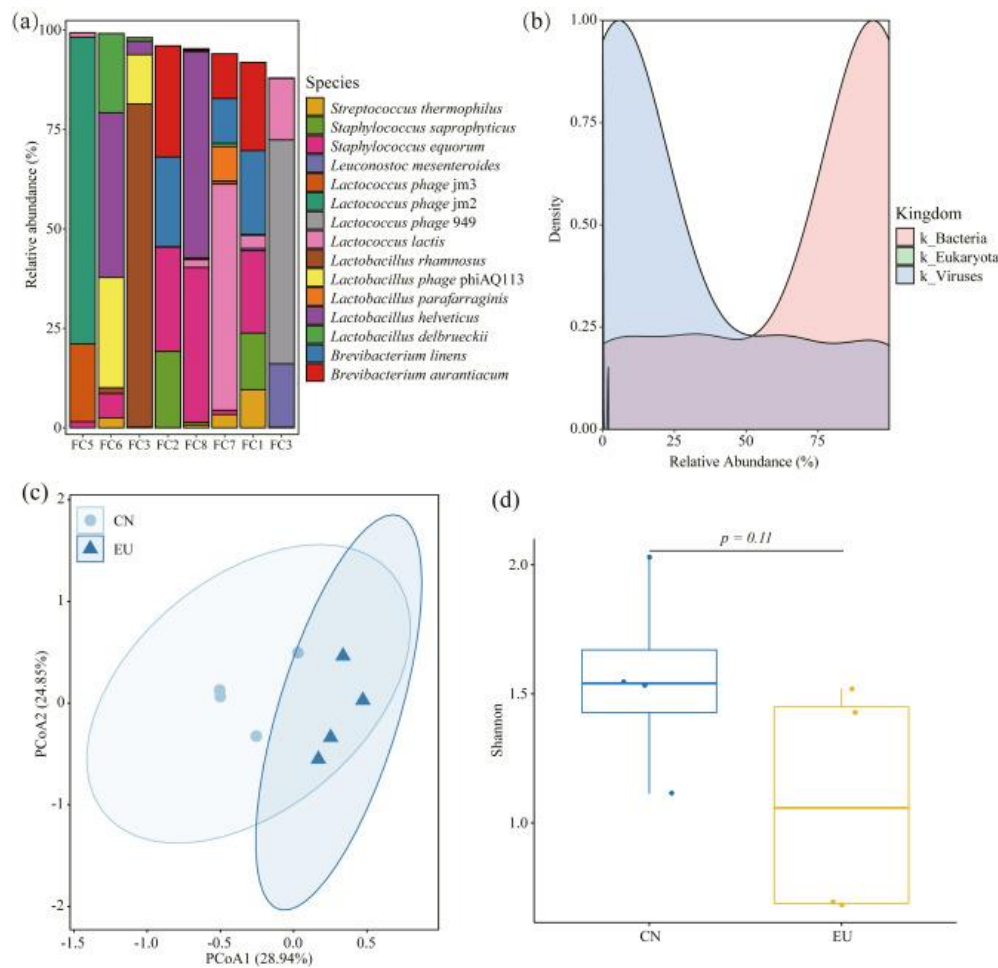 (a)
100
75
50
25
0
Relative abundance (%)
FC5 FC6 FC3 FC2 FC8 FC7 FC1 FC3
Species
Streptococcus thermophilus
Staphylococcus saprophyticus
Staphylococcus equorum
Leuconostoc mesenteroides
Lactococcus phage jm3
Lactococcus phage jm2
Lactococcus phage 949
Lactococcus lactis
Lactobacillus rhamnosus
Lactobacillus phage phiAQ113
Lactobacillus parafarraginis
Lactobacillus helveticus
Lactobacillus delbrueckii
Brevibacterium linens
Brevibacterium aurantiacum
(b)
1.00
0.75
0.50
0.25
0.00
Density
0 25 50 75
Relative Abundance (%)
Kingdom
k_Bacteria
k_Eukaryota
k_Viruses
(c)
2
1
0
-1
-2
PCoA2 (24.85%)
CN
EU
-1.5 -1.0 -0.5 0.0 0.5
PCoA1 (28.94%)
(d)
p = 0.11
2.0
1.5
1.0
Shannon
CN EU